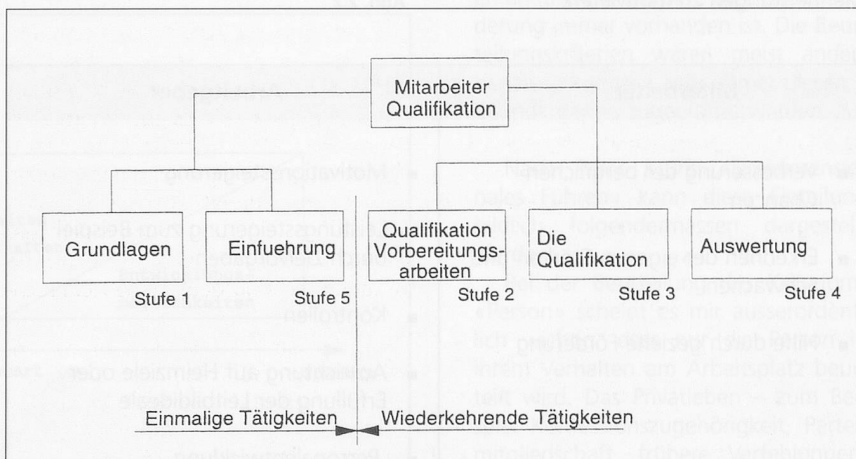 Mitarbeiter
Qualifikation
Grundlagen
Einfuehrung
Qualifikation
Vorbereitungs-
arbeiten
Die
Qualifikation
Auswertung
Stufe 1
Stufe 5
Stufe 2
Stufe 3
Stufe 4
Einmalige Tätigkeiten
Wiederkehrende Tätigkeiten